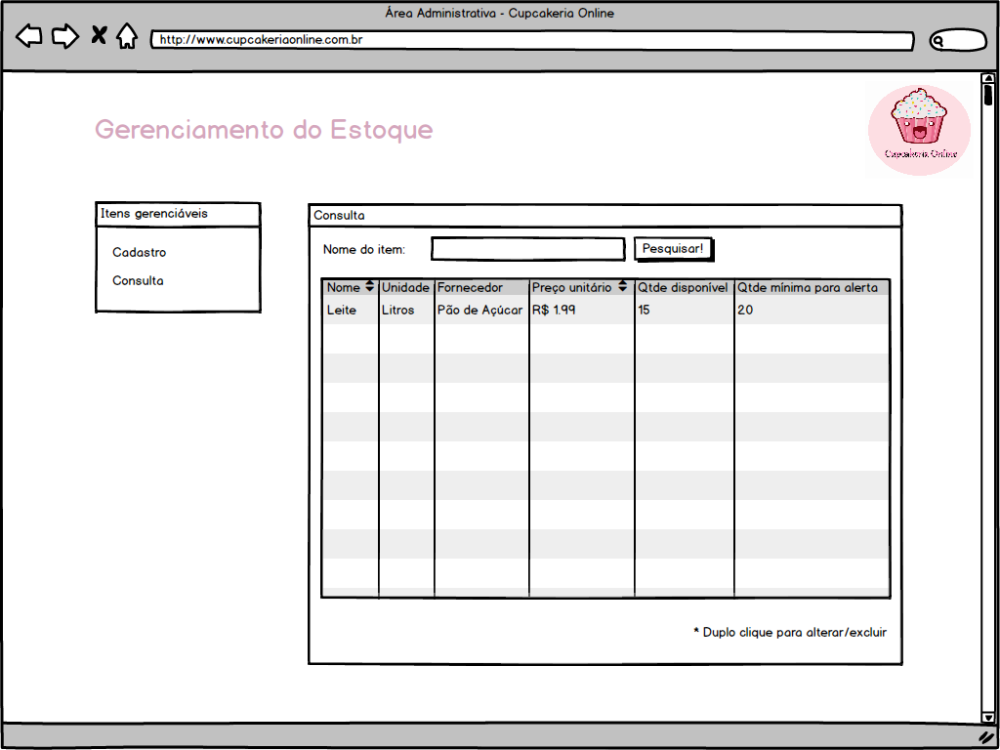 Área Administrativa - Cupcakeria Online
http://www.cupcakeriaonline.com.br
Gerenciamento do Estoque
Cupcakeria Online
Itens gerenciáveis
Cadastro
Consulta
Consulta
Nome do item:
Pesquisar!
Nome Unidade Fornecedor Preço unitário Qtde disponível Qtde mínima para alerta
Leite Litros Pão de Açúcar R$ 1.99 15 20
* Duplo clique para alterar/excluir